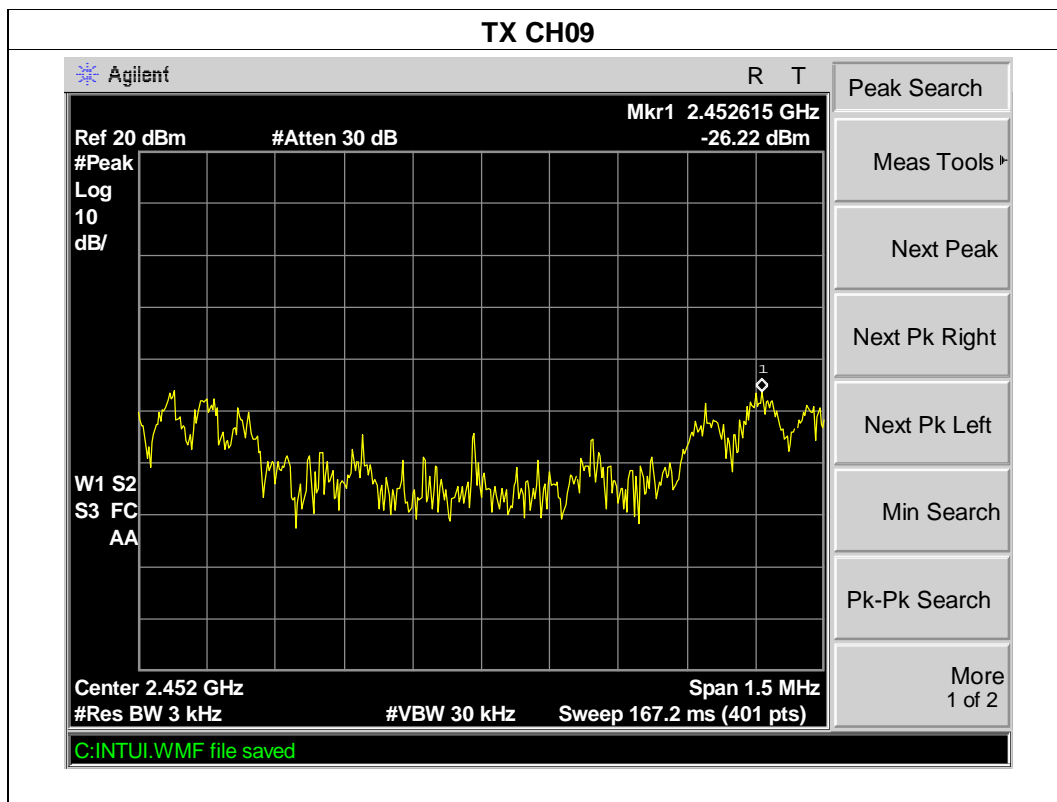 TX CH09
Agilent
R T
Peak Search
Mkr1 2.452615 GHz
Ref 20 dBm #Atten 30 dB -26.22 dBm
#Peak
Log
10
dB/
1
W1 S2
S3 FC
AA
Center 2.452 GHz Span 1.5 MHz
#Res BW 3 kHz #VBW 30 kHz Sweep 167.2 ms (401 pts)
C:INTUI.WMF file saved
Meas Tools
Next Peak
Next Pk Right
Next Pk Left
Min Search
Pk-Pk Search
More
1 of 2